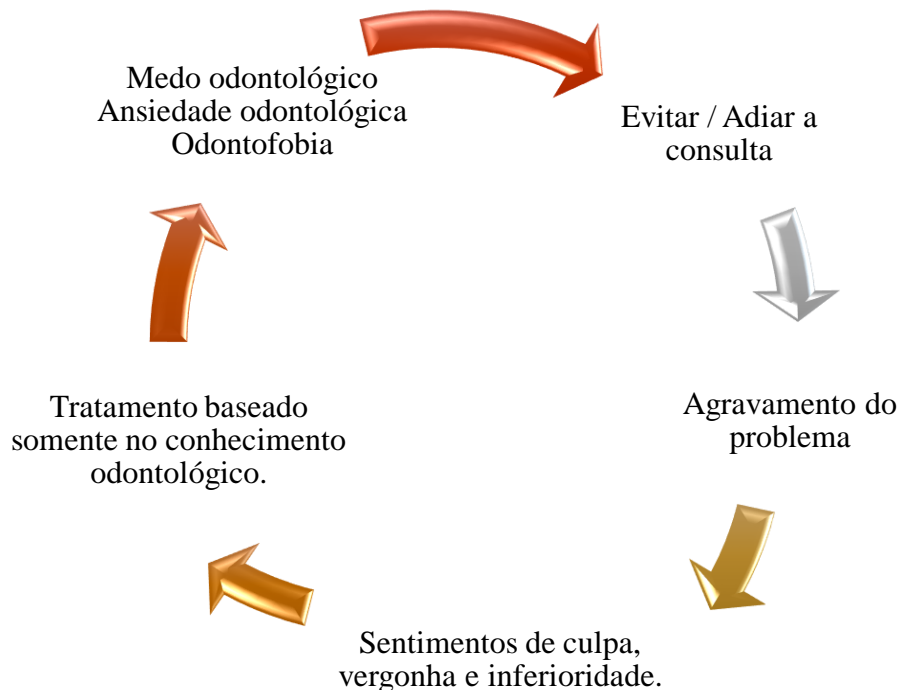 Medo odontológico
Ansiedade odontológica
Odontofobia
Evitar / Adiar a
consulta
Agravamento do
problema
Sentimentos de culpa,
vergonha e inferioridade.
Tratamento baseado
somente no conhecimento
odontológico.